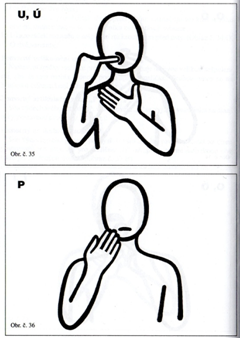 U, Ú
Obr. č. 35
P
Obr. č. 36